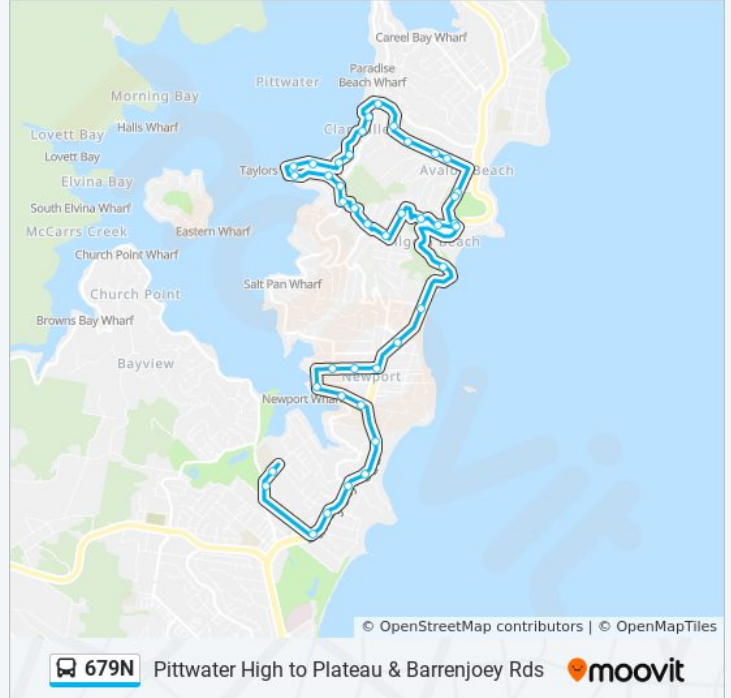 Careel Bay Wharf
Paradise
Beach Wharf
Pittwater
Morning Bay
Halls Wharf
Lovett Bay
Lovett Bay
Taylors
Elvina Bay
South Elvina Wharf
McCarrs Creek
Eastern Wharf
Church Point Wharf
Salt Pan Wharf
Church Point
Browns Bay Wharf
Bayview
Newport
© OpenStreetMap contributors | © OpenMapTiles
679N Pittwater High to Plateau & Barrenjoey Rds
moovit